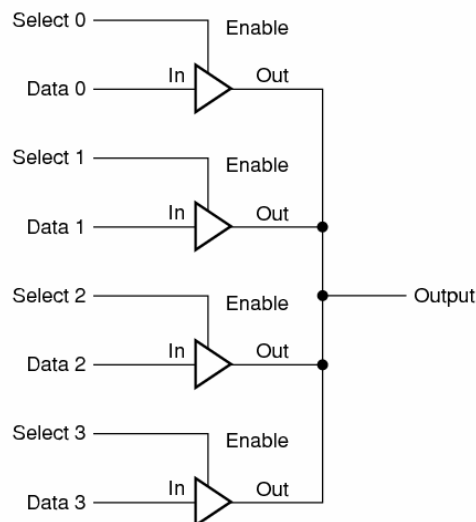 Select 0
Enable
In
Out
Data 0
Select 1
Enable
In
Out
Data 1
Select 2
Enable
Output
In
Out
Data 2
Select 3
Enable
In
Out
Data 3